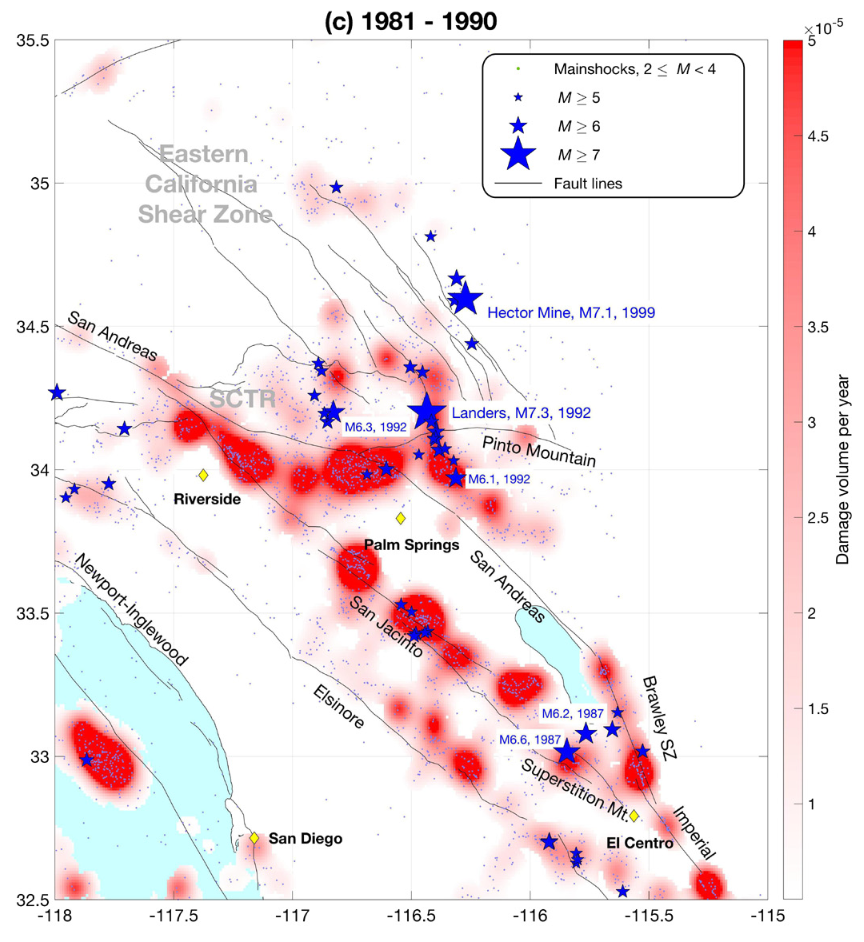 (c) 1981 - 1990
×10⁻⁵
35.5
35
34.5
34
33.5
33
32.5
-118
-117.5
-117
-116.5
-116
-115.5
-115
Mainshocks, 2 ≤ M < 4
M ≥ 5
M ≥ 6
M ≥ 7
Fault lines
Eastern
California
Shear Zone
Hector Mine, M7.1, 1999
San Andreas
SCTR
Landers, M7.3, 1992
M6.3, 1992
Pinto Mountain
M6.1, 1992
Riverside
Palm Springs
San Andreas
Newport-Inglewood
San Jacinto
Elsinore
Brawley SZ
M6.2, 1987
M6.6, 1987
Superstition Mt.
Imperial
El Centro
San Diego
5
4.5
4
3.5
3
2.5
2
1.5
1
Damage volume per year